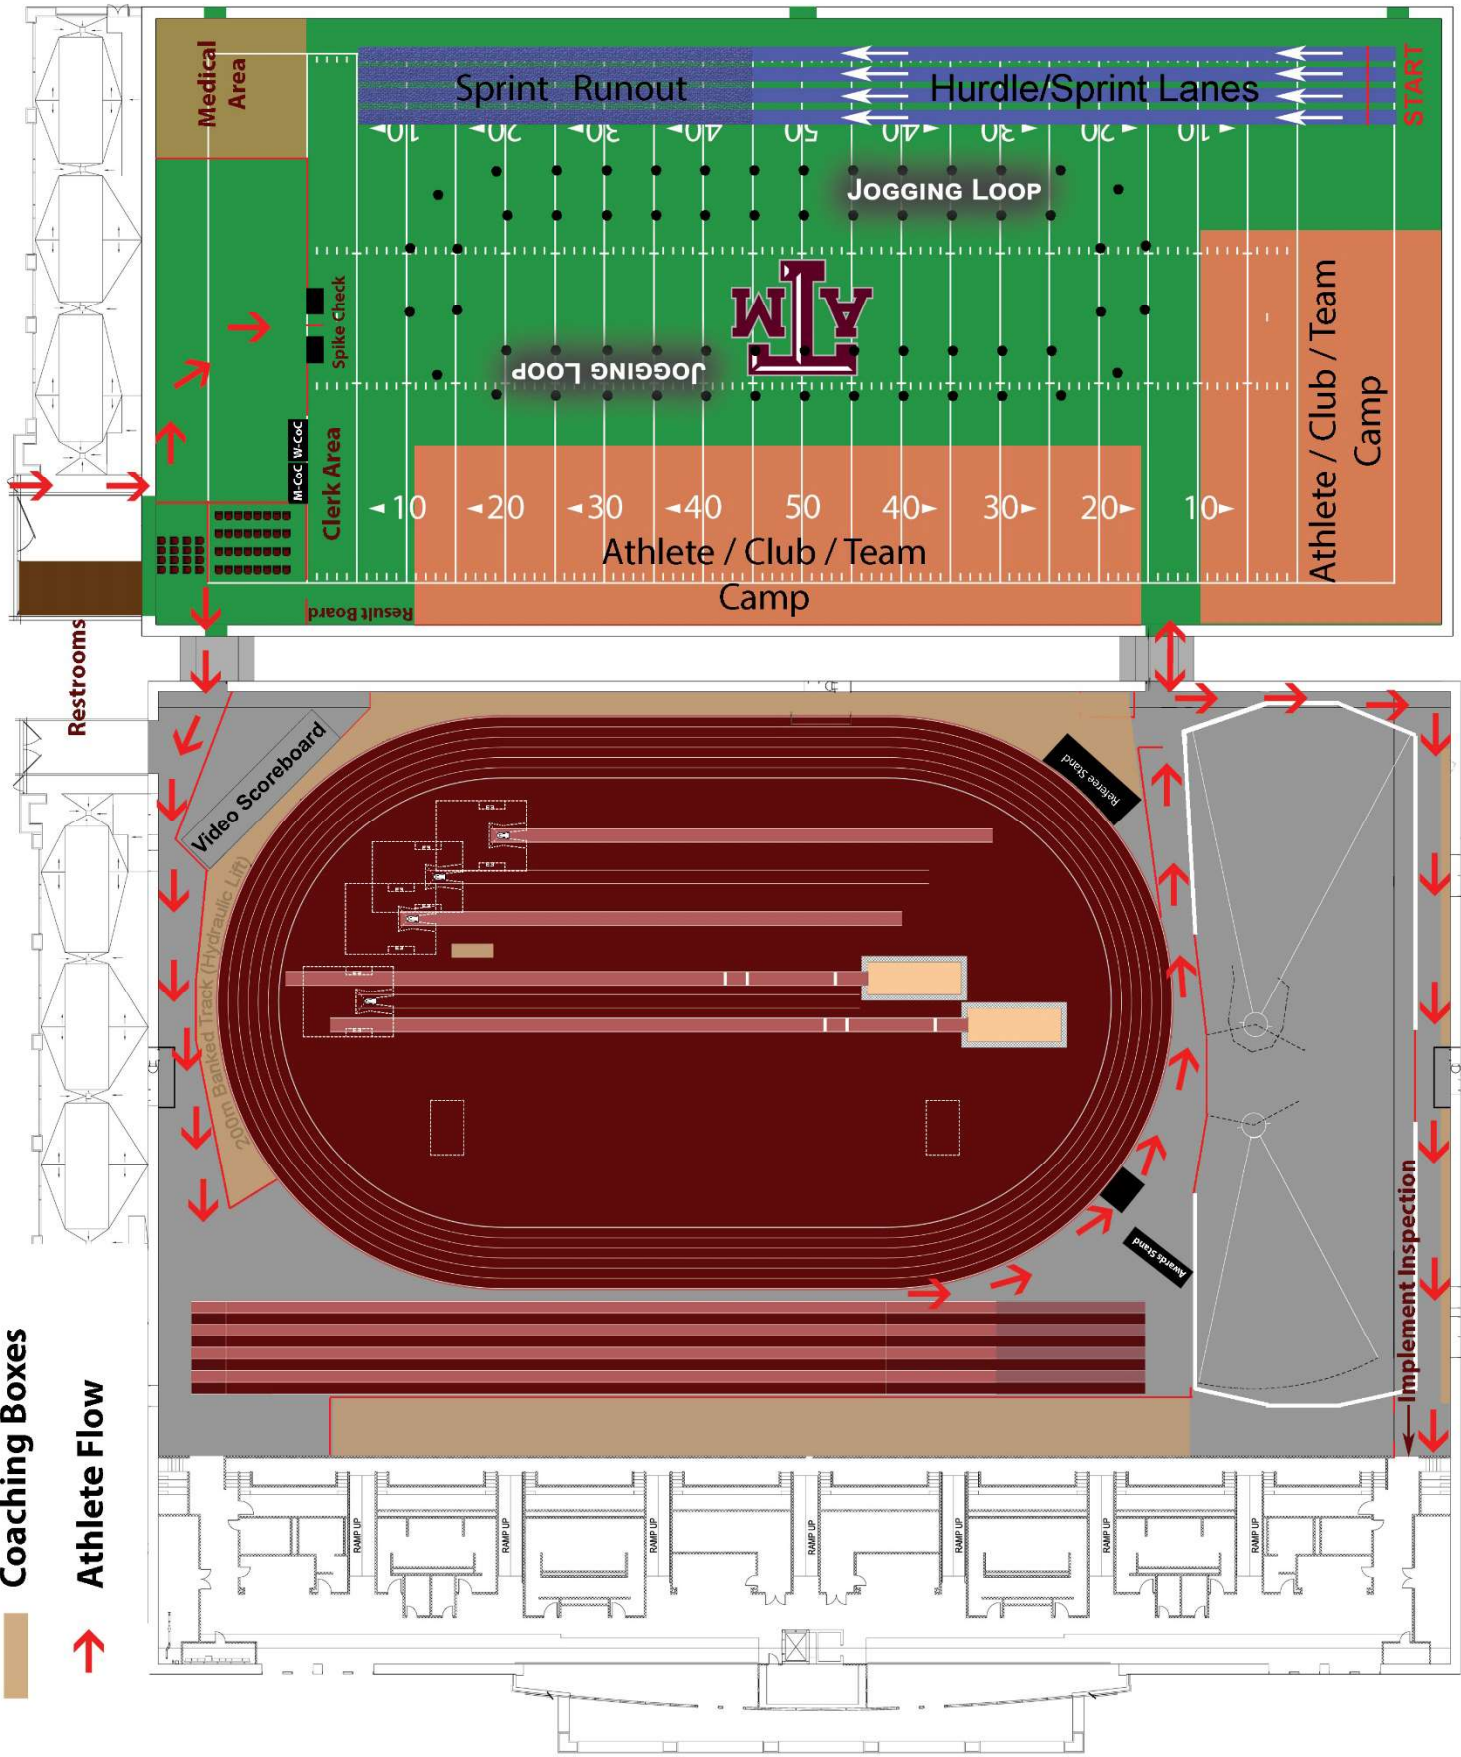 Medical
Area
Sprint Runout
Hurdle/Sprint Lanes
START
◄10
◄20
◄30
◄40
50
40►
30►
20►
10►
JOGGING LOOP
Spike Check
ATM
JOGGING LOOP
M-CoC
W-CoC
Clerk Area
◄10
◄20
◄30
◄40
50
40►
30►
20►
10►
Athlete / Club / Team
Camp
Athlete / Club / Team
Camp
Result Board
Restrooms
Video Scoreboard
Referee Stand
200m Banked Track (Hydraulic Lift)
Awards Stand
Implement Inspection
Coaching Boxes
Athlete Flow
RAMP UP
RAMP UP
RAMP UP
RAMP UP
RAMP UP
RAMP UP
RAMP UP